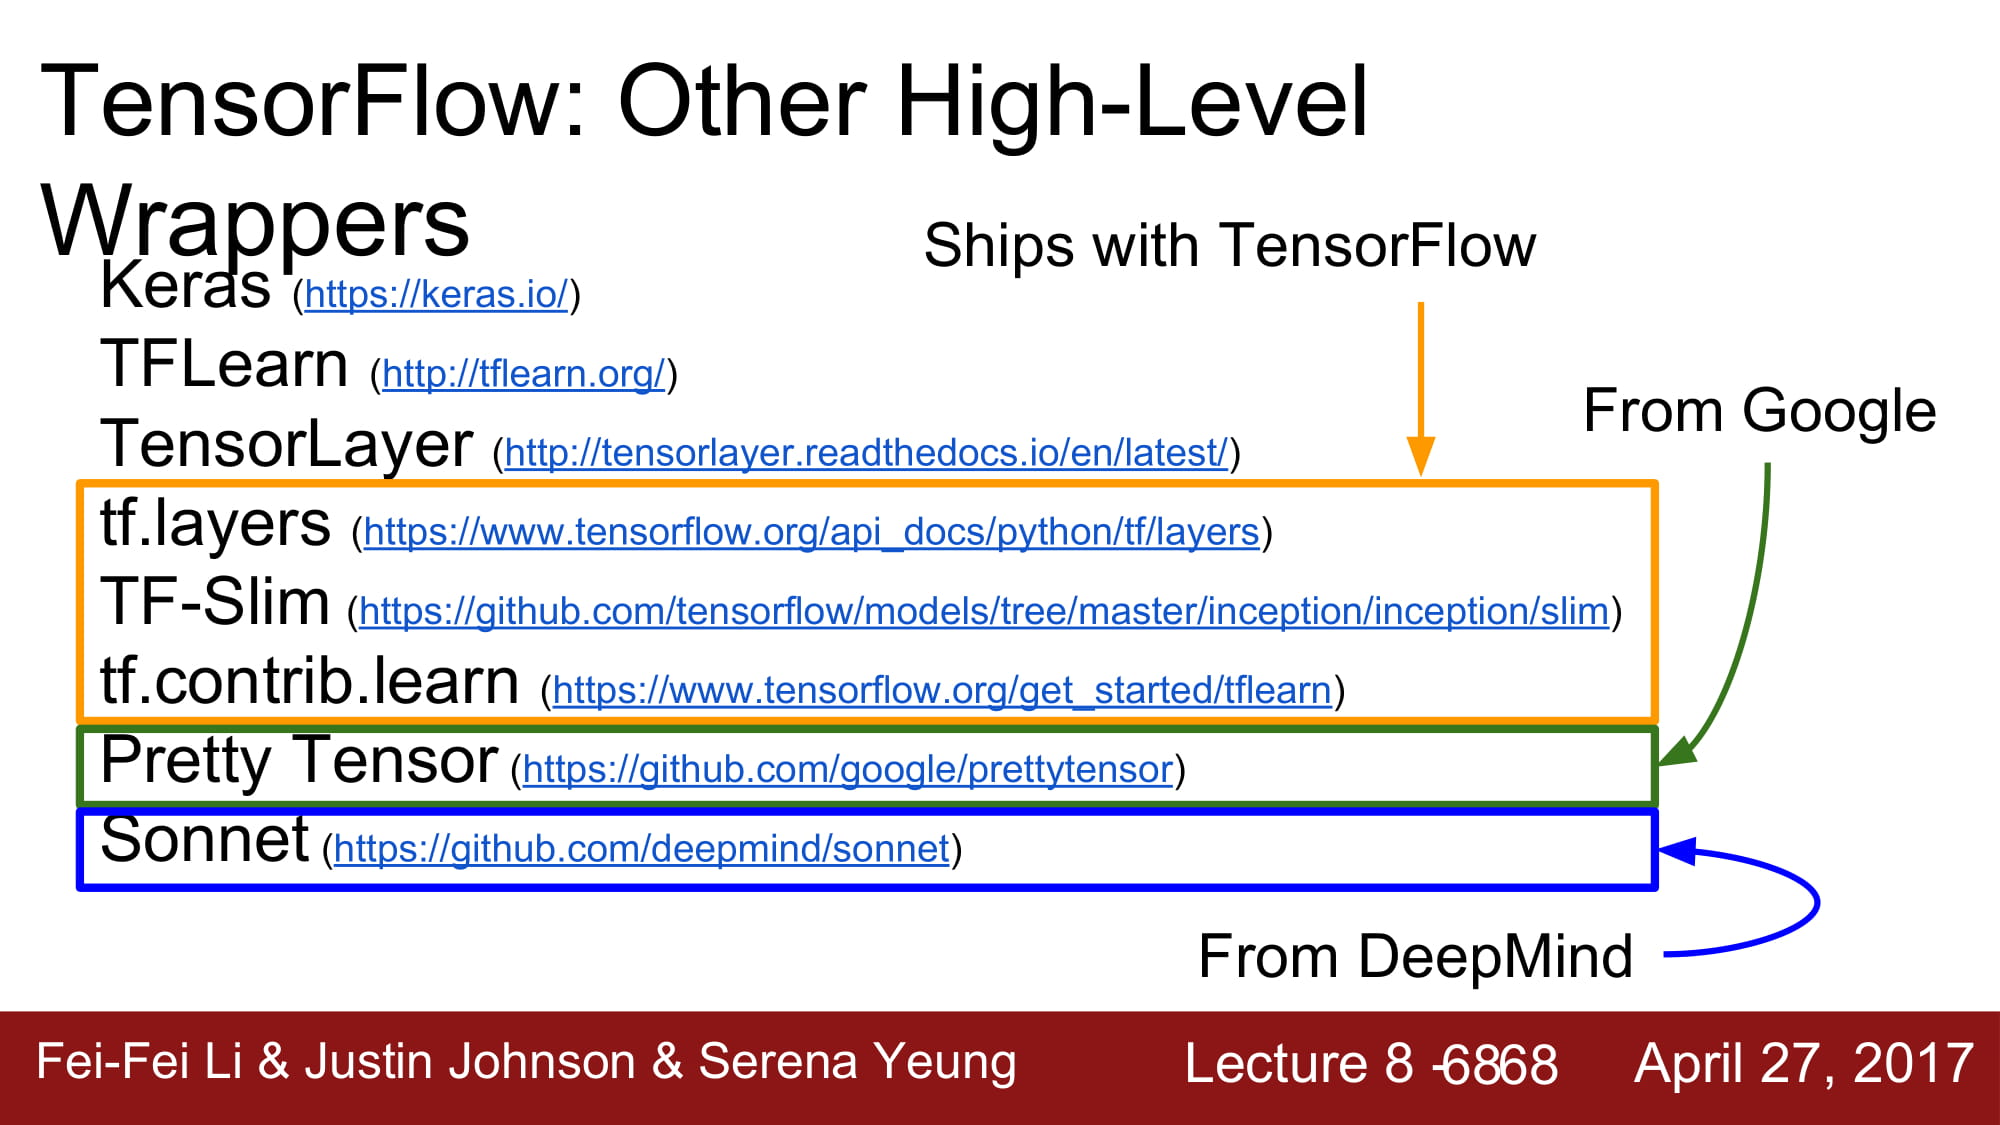 TensorFlow: Other High-Level
Wrappers
Ships with TensorFlow
Keras (https://keras.io/)
TFLearn (http://tflearn.org/)
From Google
TensorLayer (http://tensorlayer.readthedocs.io/en/latest/)
tf.layers (https://www.tensorflow.org/api_docs/python/tf/layers)
TF-Slim (https://github.com/tensorflow/models/tree/master/inception/inception/slim)
tf.contrib.learn (https://www.tensorflow.org/get_started/tflearn)
Pretty Tensor (https://github.com/google/prettytensor)
Sonnet (https://github.com/deepmind/sonnet)
From DeepMind
Fei-Fei Li & Justin Johnson & Serena Yeung Lecture 8 -6868 April 27, 2017